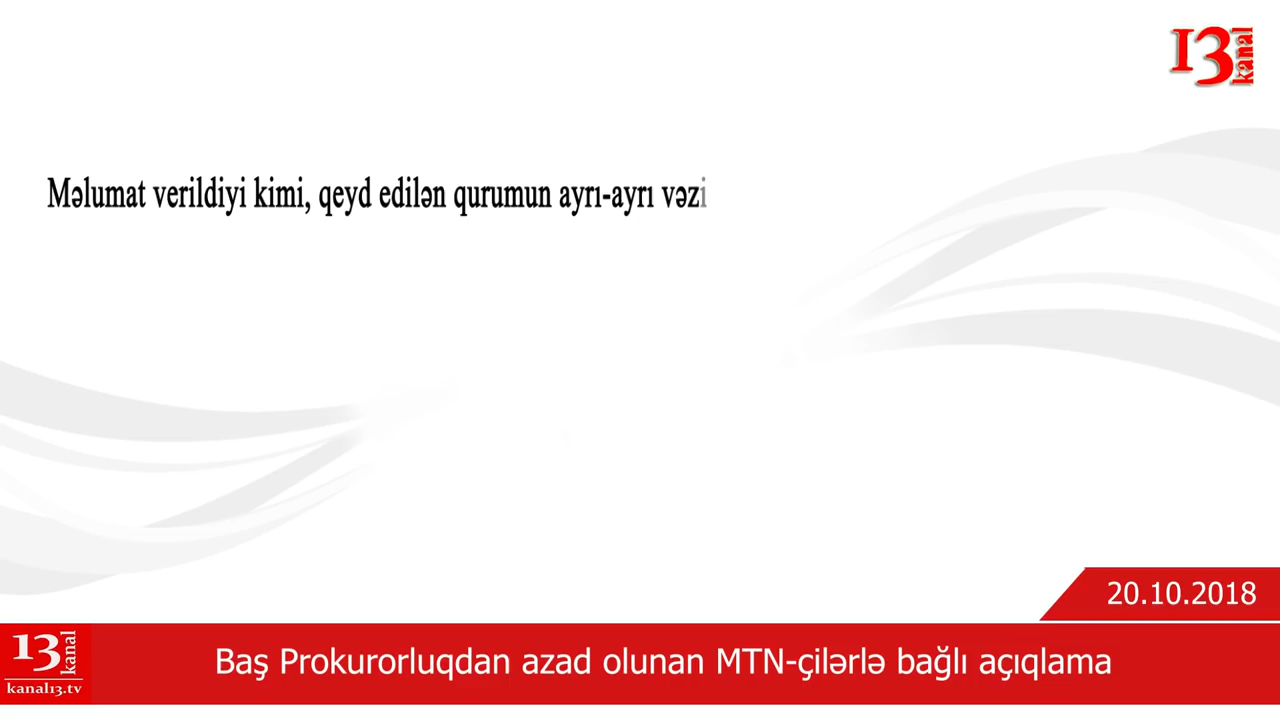 13 kanal
Məlumat verildiyi kimi, qeyd edilən qurumun ayrı-ayrı vəzi
20.10.2018
13 kanal
kanal13.tv
Baş Prokurorluqdan azad olunan MTN-çilərlə bağlı açıqlama